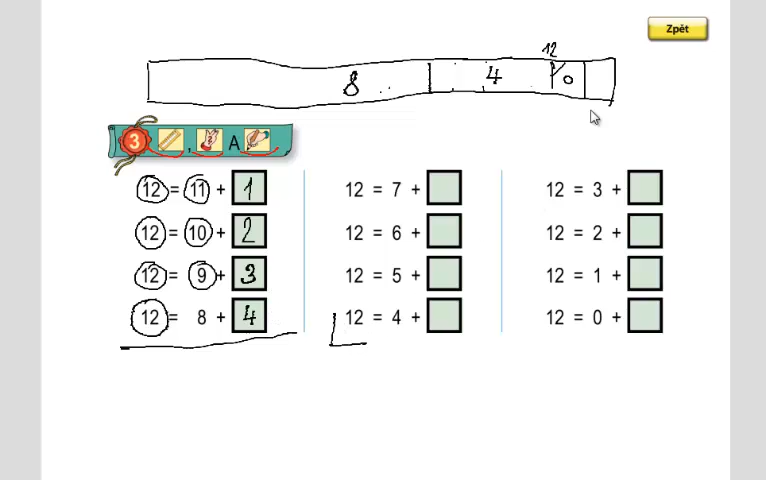 Zpět
12
8 4 %
3 , A
12 = 11 + 1
12 = 10 + 2
12 = 9 + 3
12 = 8 + 4
12 = 7 +
12 = 6 +
12 = 5 +
12 = 4 +
12 = 3 +
12 = 2 +
12 = 1 +
12 = 0 +